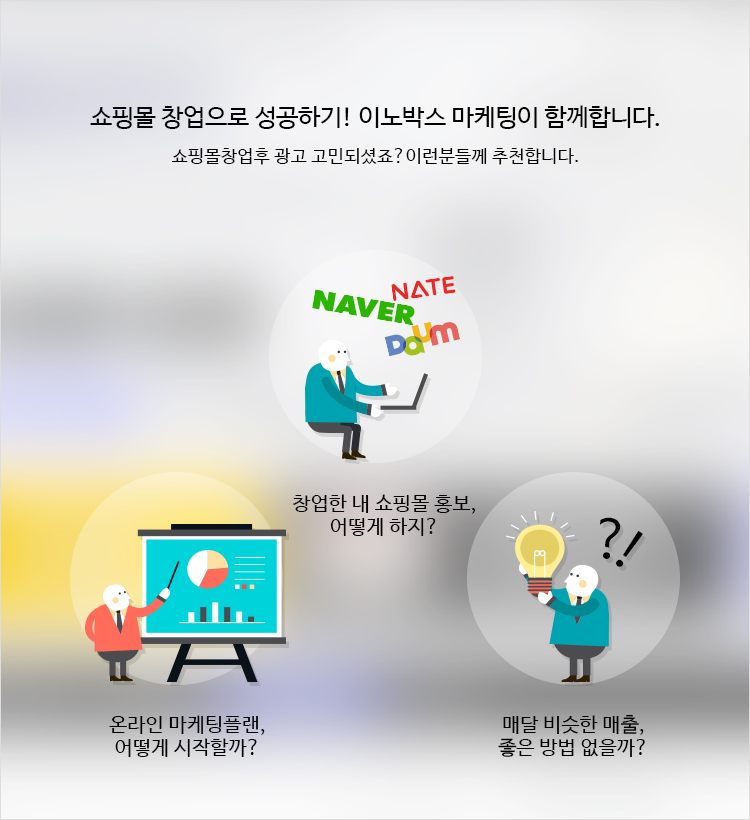 쇼핑몰 창업으로 성공하기! 이노박스 마케팅이 함께합니다.
쇼핑몰창업후 광고 고민되셨죠?이런분들께 추천합니다.
NATE
NAVER
Daum
창업한 내 쇼핑몰 홍보,
어떻게 하지?
?!
온라인 마케팅플랜,
어떻게 시작할까?
매달 비슷한 매출,
좋은 방법 없을까?